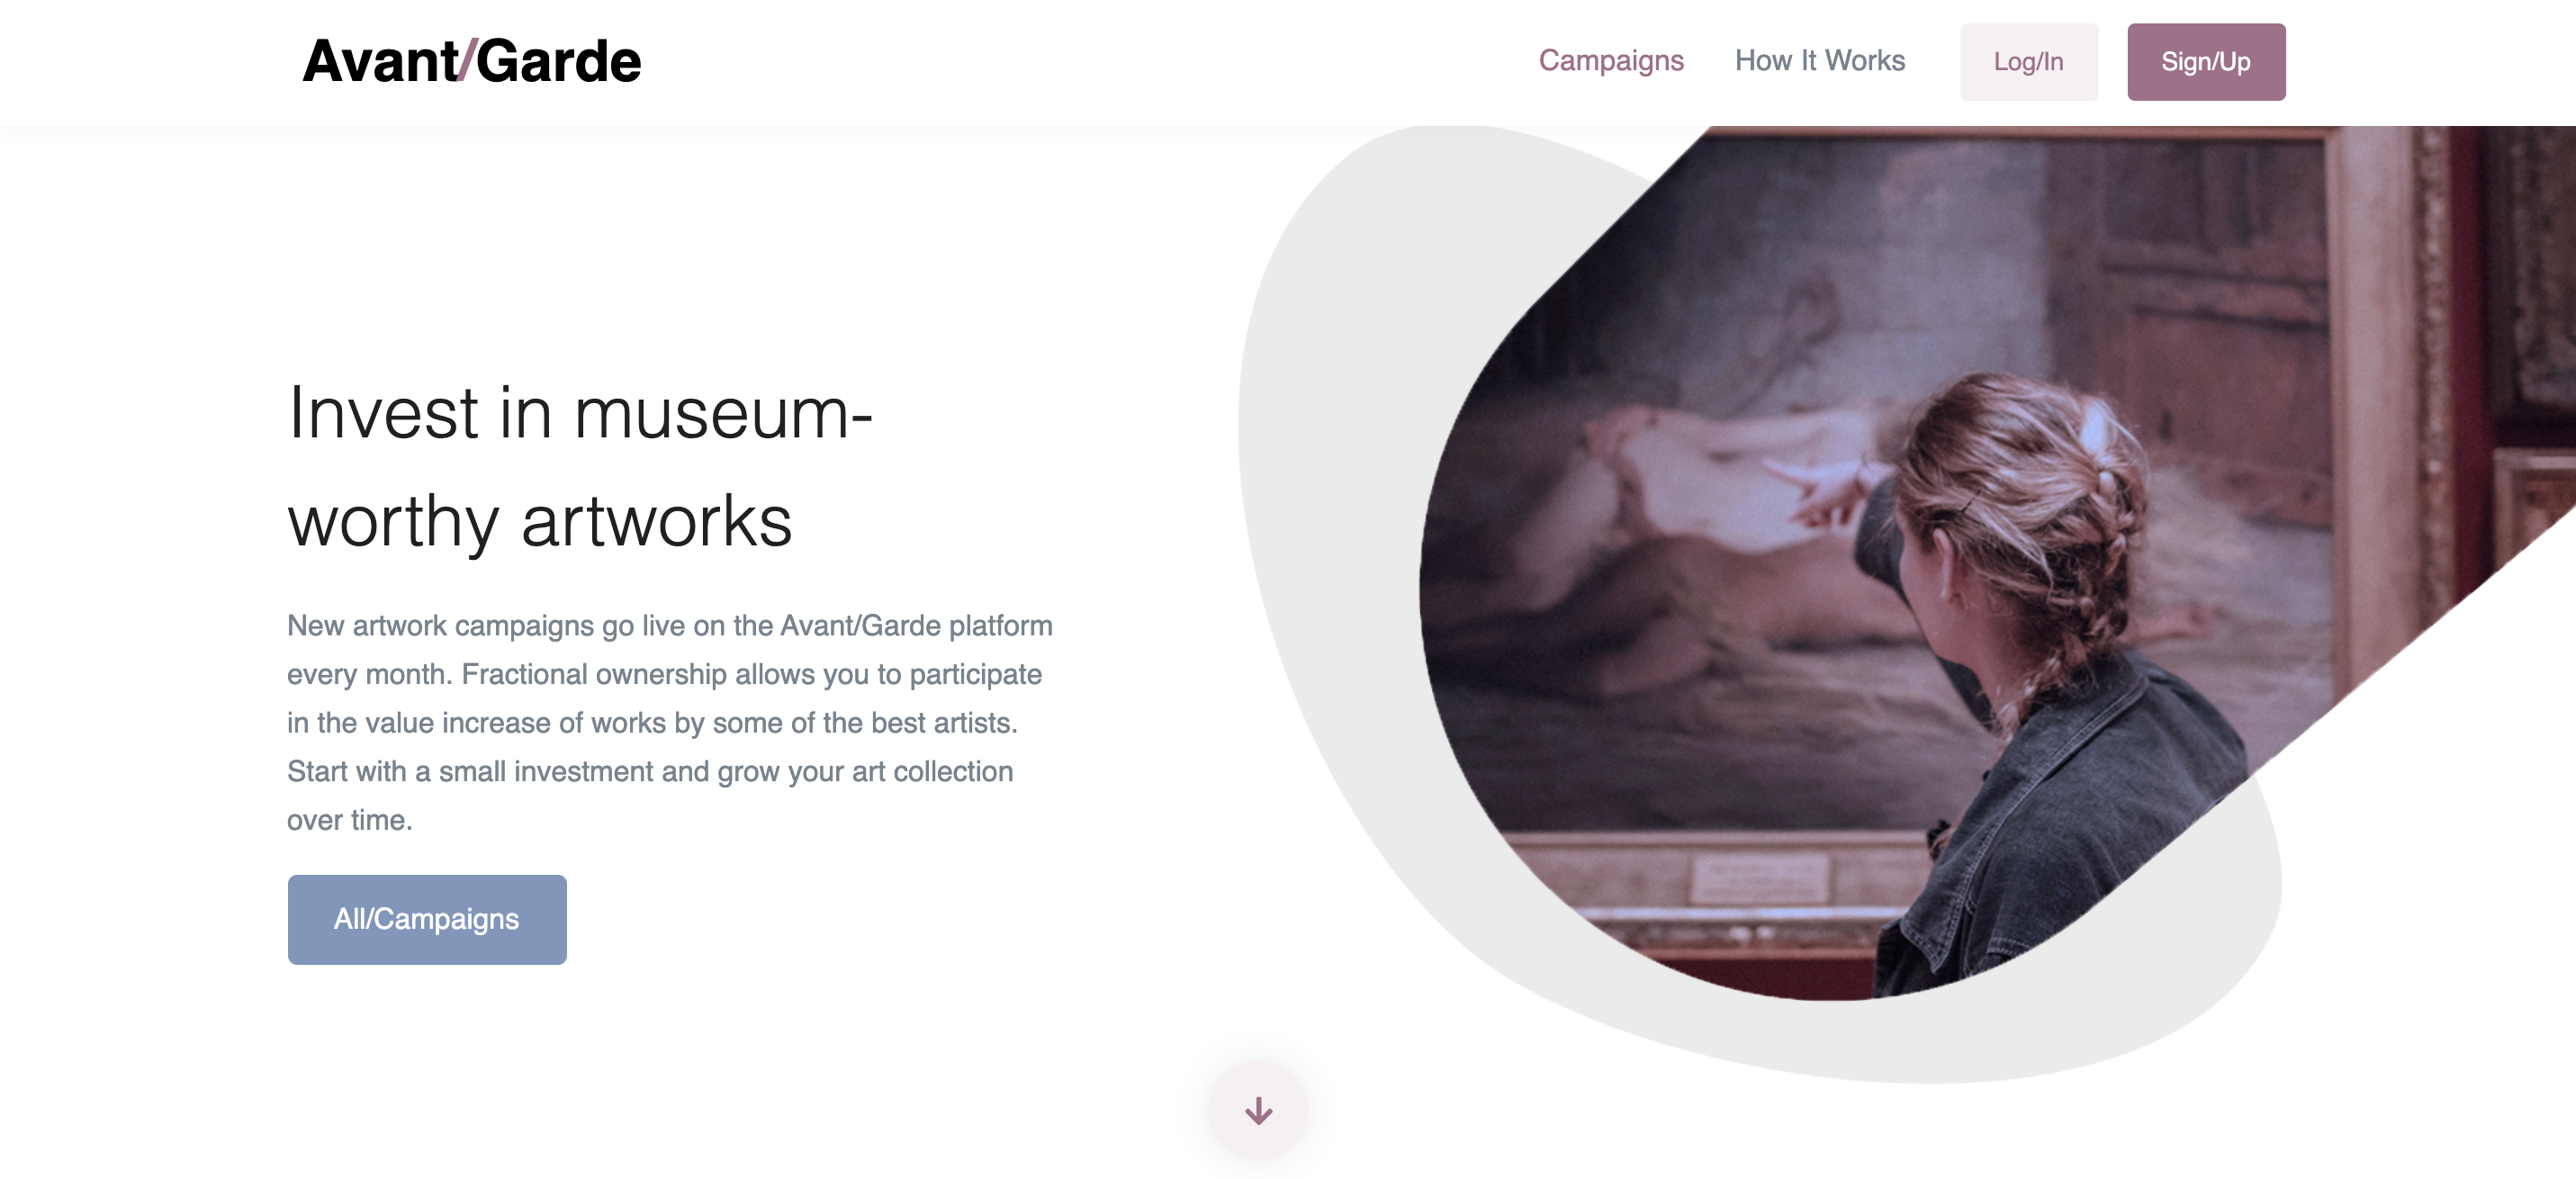 Avant/Garde
Campaigns
How It Works
Log/In
Sign/Up
Invest in museum-
worthy artworks
New artwork campaigns go live on the Avant/Garde platform
every month. Fractional ownership allows you to participate
in the value increase of works by some of the best artists.
Start with a small investment and grow your art collection
over time.
All/Campaigns